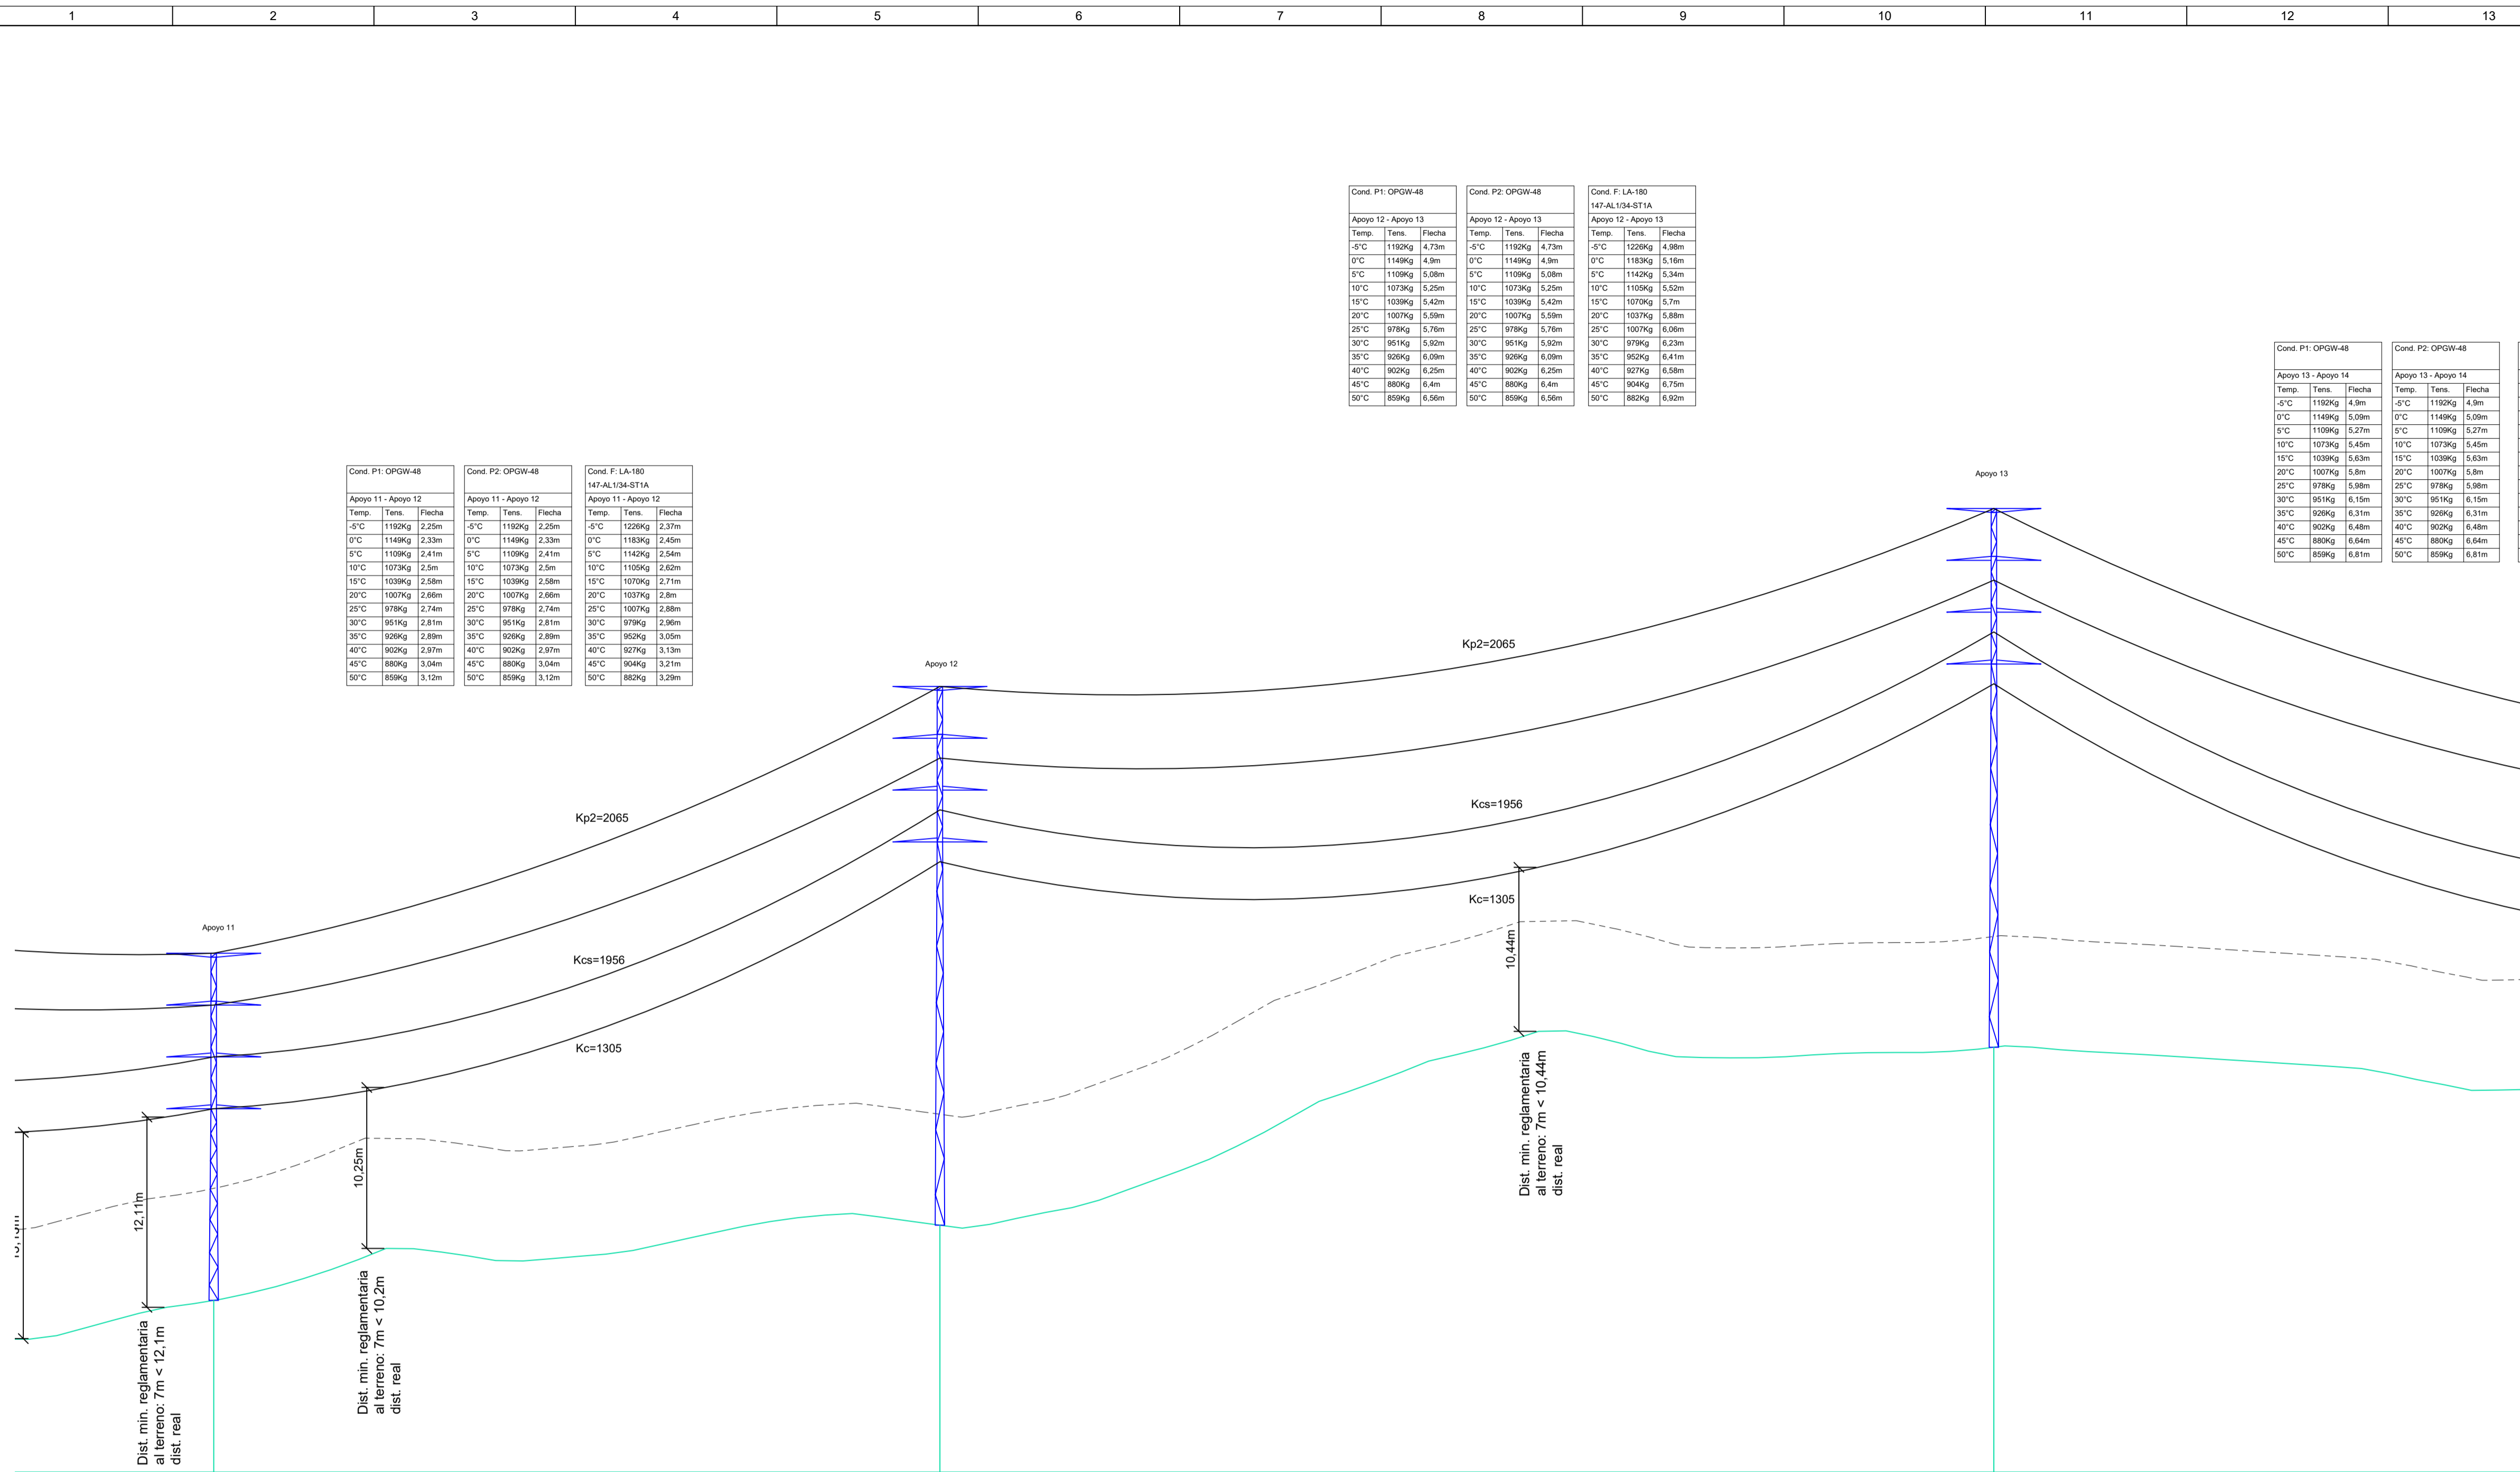 1 2 3 4 5 6 7 8 9 10 11 12 13
Cond. P1: OPGW-48
Apoyo 12 - Apoyo 13
Temp. Tens. Flecha
-5°C 1192Kg 4,73m
0°C 1149Kg 4,9m
5°C 1109Kg 5,08m
10°C 1073Kg 5,25m
15°C 1039Kg 5,42m
20°C 1007Kg 5,59m
25°C 978Kg 5,76m
30°C 951Kg 5,92m
35°C 926Kg 6,09m
40°C 902Kg 6,25m
45°C 880Kg 6,4m
50°C 859Kg 6,56m
Cond. P2: OPGW-48
Apoyo 12 - Apoyo 13
Temp. Tens. Flecha
-5°C 1192Kg 4,73m
0°C 1149Kg 4,9m
5°C 1109Kg 5,08m
10°C 1073Kg 5,25m
15°C 1039Kg 5,42m
20°C 1007Kg 5,59m
25°C 978Kg 5,76m
30°C 951Kg 5,92m
35°C 926Kg 6,09m
40°C 902Kg 6,25m
45°C 880Kg 6,4m
50°C 859Kg 6,56m
Cond. F: LA-180
147-AL1/34-ST1A
Apoyo 12 - Apoyo 13
Temp. Tens. Flecha
-5°C 1226Kg 4,98m
0°C 1183Kg 5,16m
5°C 1142Kg 5,34m
10°C 1105Kg 5,52m
15°C 1070Kg 5,7m
20°C 1037Kg 5,88m
25°C 1007Kg 6,06m
30°C 979Kg 6,23m
35°C 952Kg 6,41m
40°C 927Kg 6,58m
45°C 904Kg 6,75m
50°C 882Kg 6,92m
Cond. P1: OPGW-48
Apoyo 13 - Apoyo 14
Temp. Tens. Flecha
-5°C 1192Kg 4,9m
0°C 1149Kg 5,09m
5°C 1109Kg 5,27m
10°C 1073Kg 5,45m
15°C 1039Kg 5,63m
20°C 1007Kg 5,8m
25°C 978Kg 5,98m
30°C 951Kg 6,15m
35°C 926Kg 6,31m
40°C 902Kg 6,48m
45°C 880Kg 6,64m
50°C 859Kg 6,81m
Cond. P2: OPGW-48
Apoyo 13 - Apoyo 14
Temp. Tens. Flecha
-5°C 1192Kg 4,9m
0°C 1149Kg 5,09m
5°C 1109Kg 5,27m
10°C 1073Kg 5,45m
15°C 1039Kg 5,63m
20°C 1007Kg 5,8m
25°C 978Kg 5,98m
30°C 951Kg 6,15m
35°C 926Kg 6,31m
40°C 902Kg 6,48m
45°C 880Kg 6,64m
50°C 859Kg 6,81m
Cond. P1: OPGW-48
Apoyo 11 - Apoyo 12
Temp. Tens. Flecha
-5°C 1192Kg 2,25m
0°C 1149Kg 2,33m
5°C 1109Kg 2,41m
10°C 1073Kg 2,5m
15°C 1039Kg 2,58m
20°C 1007Kg 2,66m
25°C 978Kg 2,74m
30°C 951Kg 2,81m
35°C 926Kg 2,89m
40°C 902Kg 2,97m
45°C 880Kg 3,04m
50°C 859Kg 3,12m
Cond. P2: OPGW-48
Apoyo 11 - Apoyo 12
Temp. Tens. Flecha
-5°C 1192Kg 2,25m
0°C 1149Kg 2,33m
5°C 1109Kg 2,41m
10°C 1073Kg 2,5m
15°C 1039Kg 2,58m
20°C 1007Kg 2,66m
25°C 978Kg 2,74m
30°C 951Kg 2,81m
35°C 926Kg 2,89m
40°C 902Kg 2,97m
45°C 880Kg 3,04m
50°C 859Kg 3,12m
Cond. F: LA-180
147-AL1/34-ST1A
Apoyo 11 - Apoyo 12
Temp. Tens. Flecha
-5°C 1226Kg 2,37m
0°C 1183Kg 2,45m
5°C 1142Kg 2,54m
10°C 1105Kg 2,62m
15°C 1070Kg 2,71m
20°C 1037Kg 2,8m
25°C 1007Kg 2,88m
30°C 979Kg 2,96m
35°C 952Kg 3,05m
40°C 927Kg 3,13m
45°C 904Kg 3,21m
50°C 882Kg 3,29m
Apoyo 13
Kp2=2065
Apoyo 12
Kcs=1956
Kp2=2065
Kc=1305
Apoyo 11
10,44m
Kcs=1956
Kc=1305
Dist. min. reglamentaria
al terreno: 7m < 10,44m
dist. real
10,25m
12,11m
Dist. min. reglamentaria
al terreno: 7m < 10,2m
dist. real
Dist. min. reglamentaria
al terreno: 7m < 12,1m
dist. real